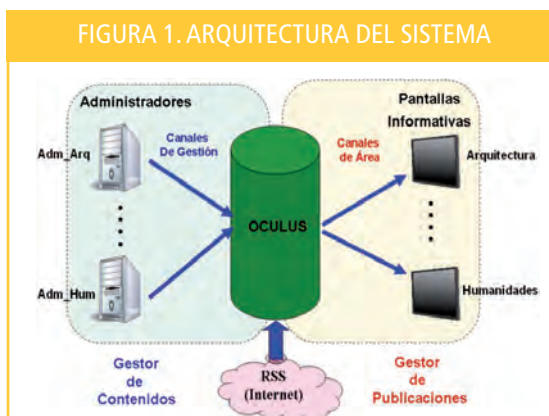 FIGURA 1. ARQUITECTURA DEL SISTEMA
Administradores
Pantallas
Informativas
Adm_Arq
Canales
De Gestión
Canales
de Área
Arquitectura
OCULUS
Adm_Hum
Humanidades
Gestor
de
Contenidos
RSS
(Internet)
Gestor
de
Publicaciones